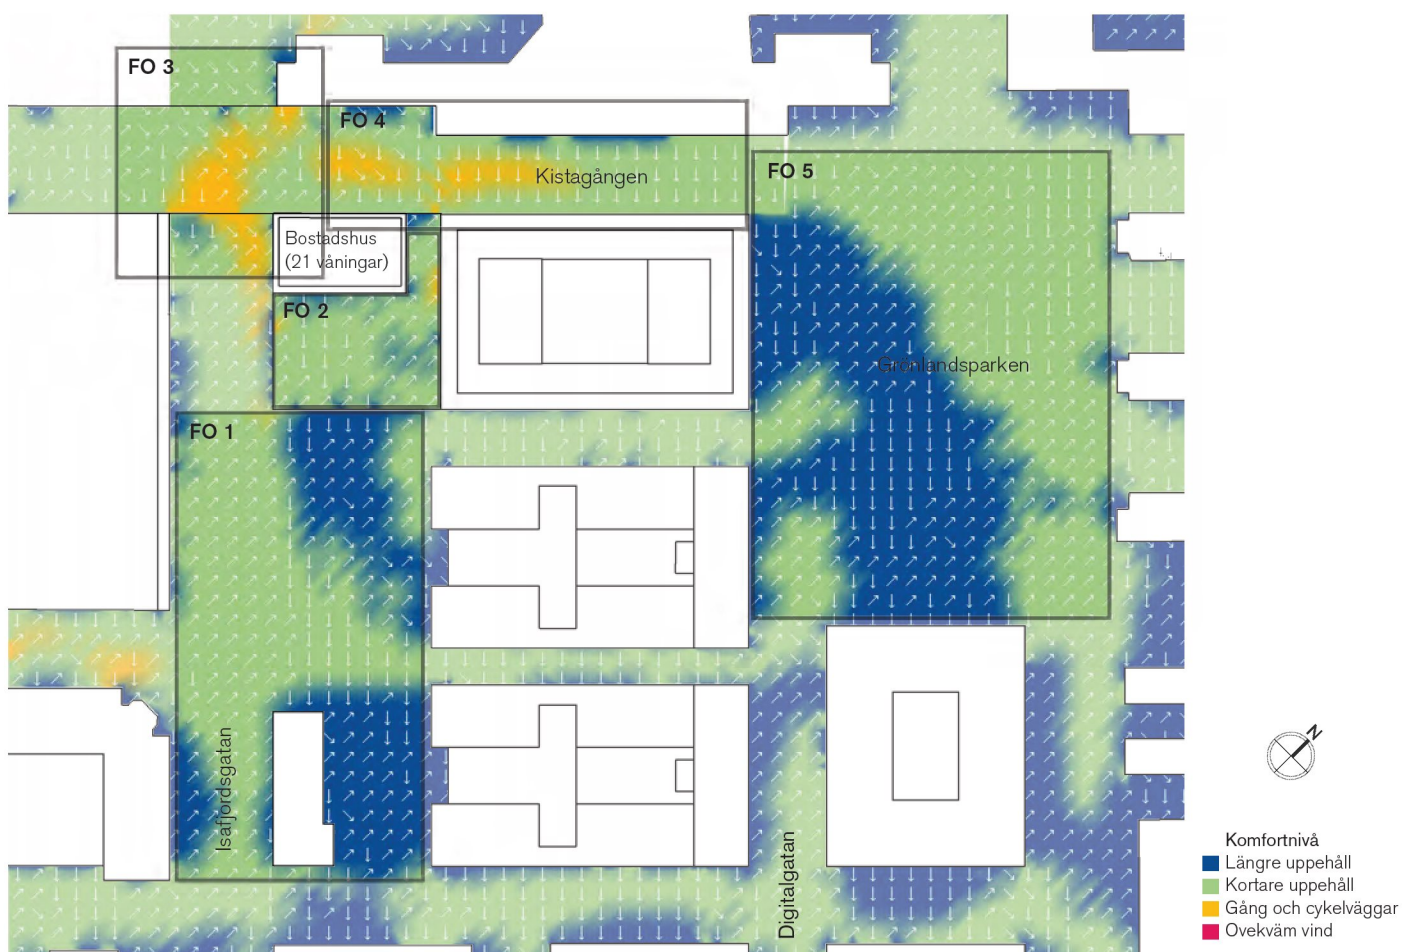 FO 3
FO 4
Kistagången
FO 5
Bostadshus
(21 våningar)
FO 2
Grönlandsparken
FO 1
Isafjordsgatan
Digitalgatan
N
Komfortnivå
Längre uppehåll
Kortare uppehåll
Gång och cykelväggar
Ovekväm vind